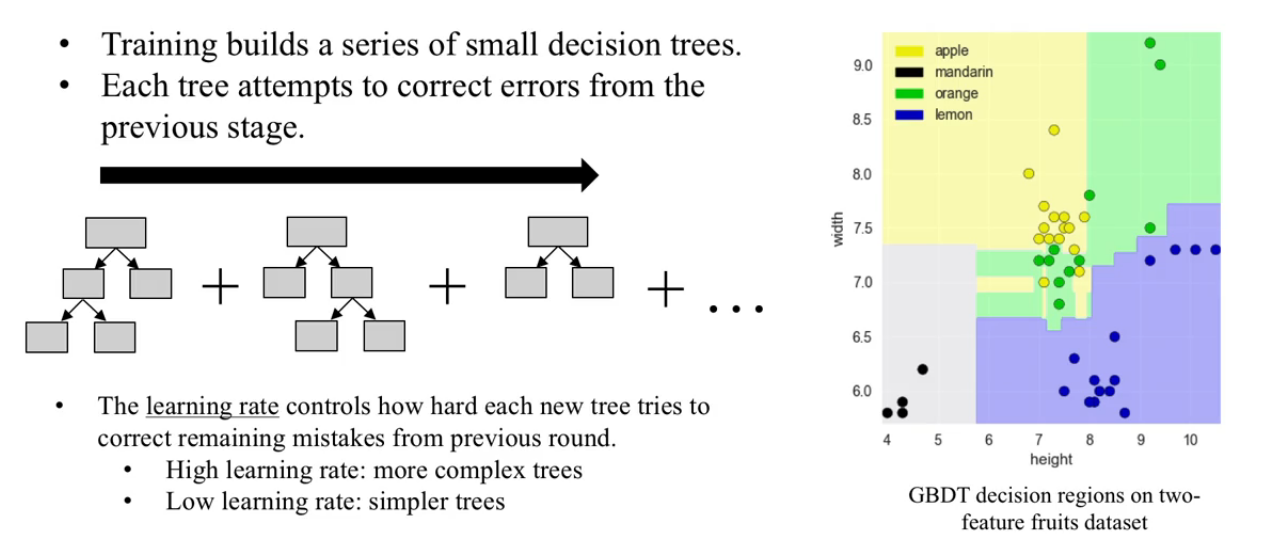 • Training builds a series of small decision trees.
• Each tree attempts to correct errors from the
previous stage.
+ + + ...
• The learning rate controls how hard each new tree tries to
correct remaining mistakes from previous round.
• High learning rate: more complex trees
• Low learning rate: simpler trees
apple
mandarin
orange
lemon
width
9.0
8.5
8.0
7.5
7.0
6.5
6.0
4 5 6 7 8 9 10
height
GBDT decision regions on two-
feature fruits dataset